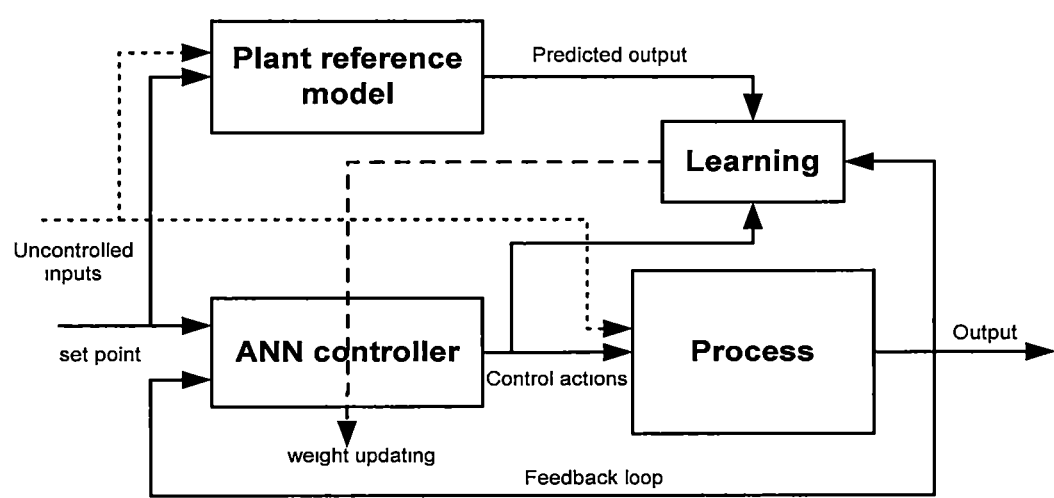 Plant reference
model
Predicted output
Learning
Uncontrolled
inputs
set point
ANN controller
Control actions
Process
Output
weight updating
Feedback loop